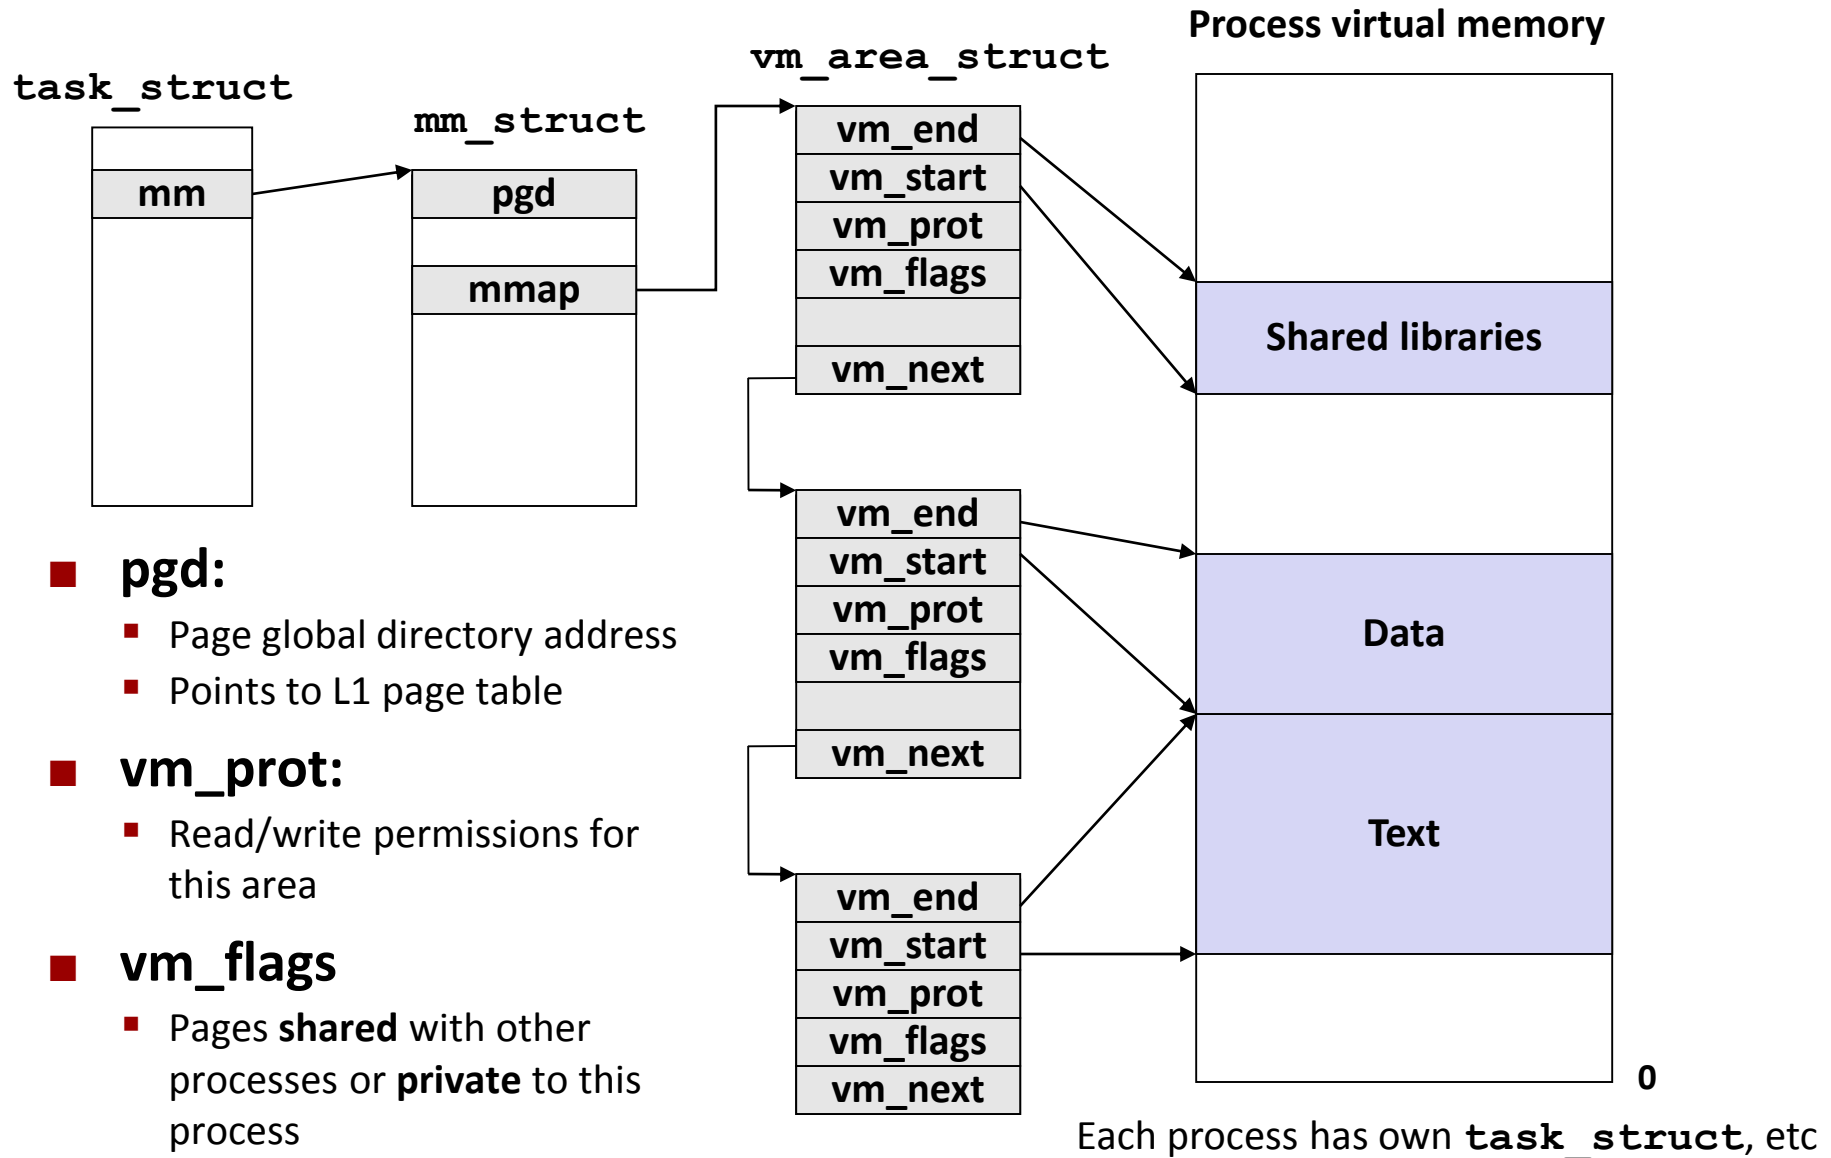 Process virtual memory
vm_area_struct
task_struct
mm_struct
mm
pgd
mmap
vm_end
vm_start
vm_prot
vm_flags
vm_next
vm_end
vm_start
vm_prot
vm_flags
vm_next
vm_end
vm_start
vm_prot
vm_flags
vm_next
Shared libraries
Data
Text
0
pgd:
Page global directory address
Points to L1 page table
vm_prot:
Read/write permissions for
this area
vm_flags
Pages shared with other
processes or private to this
process
Each process has own task_struct, etc